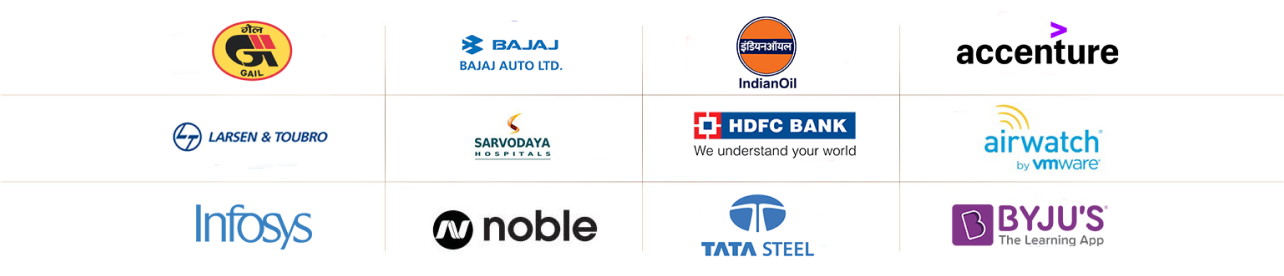 गेल
GAIL
BAJAJ
BAJAJ AUTO LTD.
इंडियनऑयल
IndianOil
accenture
LARSEN & TOUBRO
SARVODAYA
HOSPITALS
HDFC BANK
We understand your world
airwatch
by vmware
Infosys
noble
TATA STEEL
BYJU'S
The Learning App